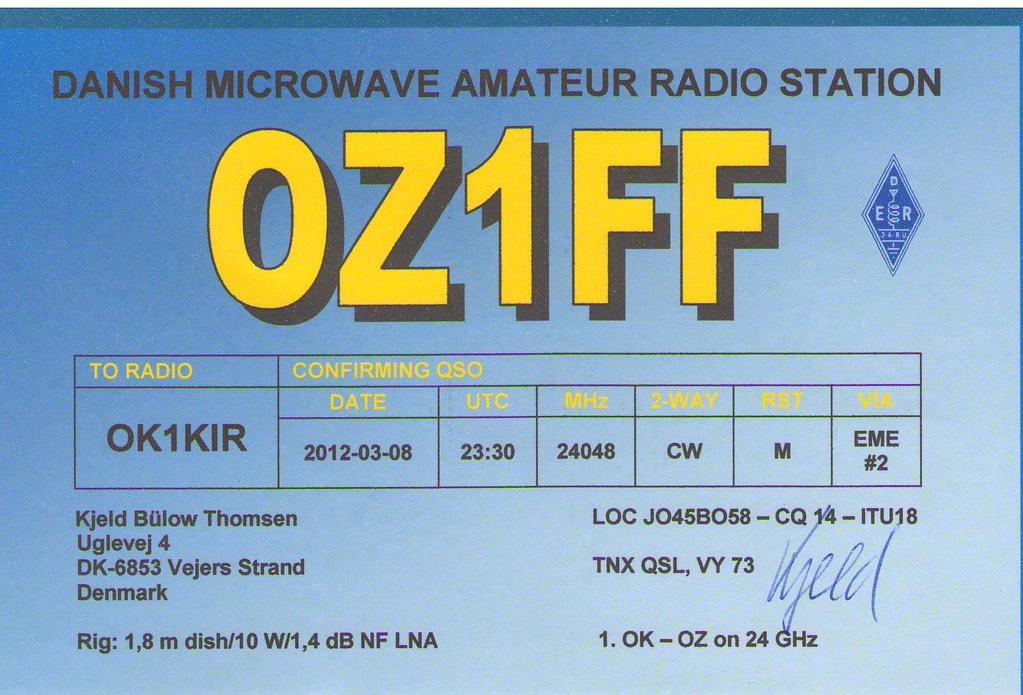 DANISH MICROWAVE AMATEUR RADIO STATION
OZ1FF
D
E R
I·A·R·U
TO RADIO CONFIRMING QSO
DATE UTC MHz 2-WAY RST VIA
OK1KIR 2012-03-08 23:30 24048 CW M EME #2
Kjeld Bülow Thomsen
Uglevej 4
DK-6853 Vejers Strand
Denmark
LOC JO45BO58 – CQ 14 – ITU18
TNX QSL, VY 73 Kjeld
Rig: 1,8 m dish/10 W/1,4 dB NF LNA
1. OK – OZ on 24 GHz